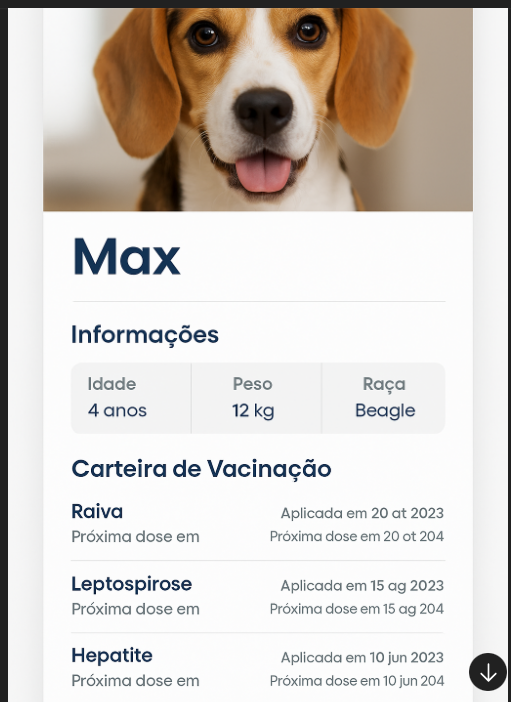 Max
Informações
Idade Peso Raça
4 anos 12 kg Beagle
Carteira de Vacinação
Raiva Aplicada em 20 at 2023
Próxima dose em Próxima dose em 20 ot 204
Leptospirose Aplicada em 15 ag 2023
Próxima dose em Próxima dose em 15 ag 204
Hepatite Aplicada em 10 jun 2023
Próxima dose em Próxima dose em 10 jun 204